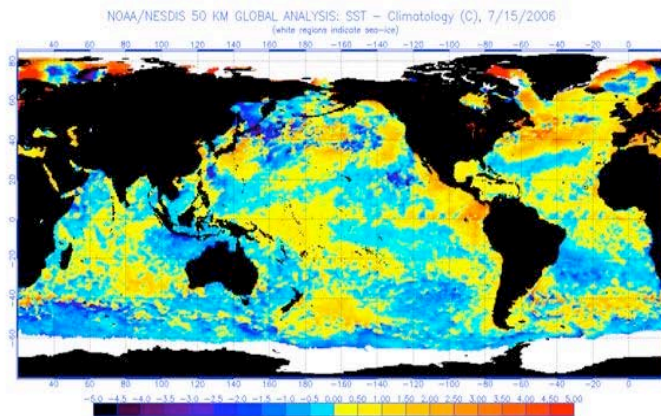 NOAA/NESDIS 50 KM GLOBAL ANALYSIS: SST - Climatology (C), 7/15/2006
(white regions indicate sea-ice)
40 60 80 100 120 140 160 180 -160 -140 -120 -100 -80 -60 -40 -20 0
80
60
40
20
0
-20
-40
-60
40 60 80 100 120 140 160 180 -160 -140 -120 -100 -80 -60 -40 -20 0
-5.0 -4.5 -4.0 -3.5 -3.0 -2.5 -2.0 -1.5 -1.0 -0.5 0.00 0.50 1.00 1.50 2.00 2.50 3.00 3.50 4.00 4.50 5.00